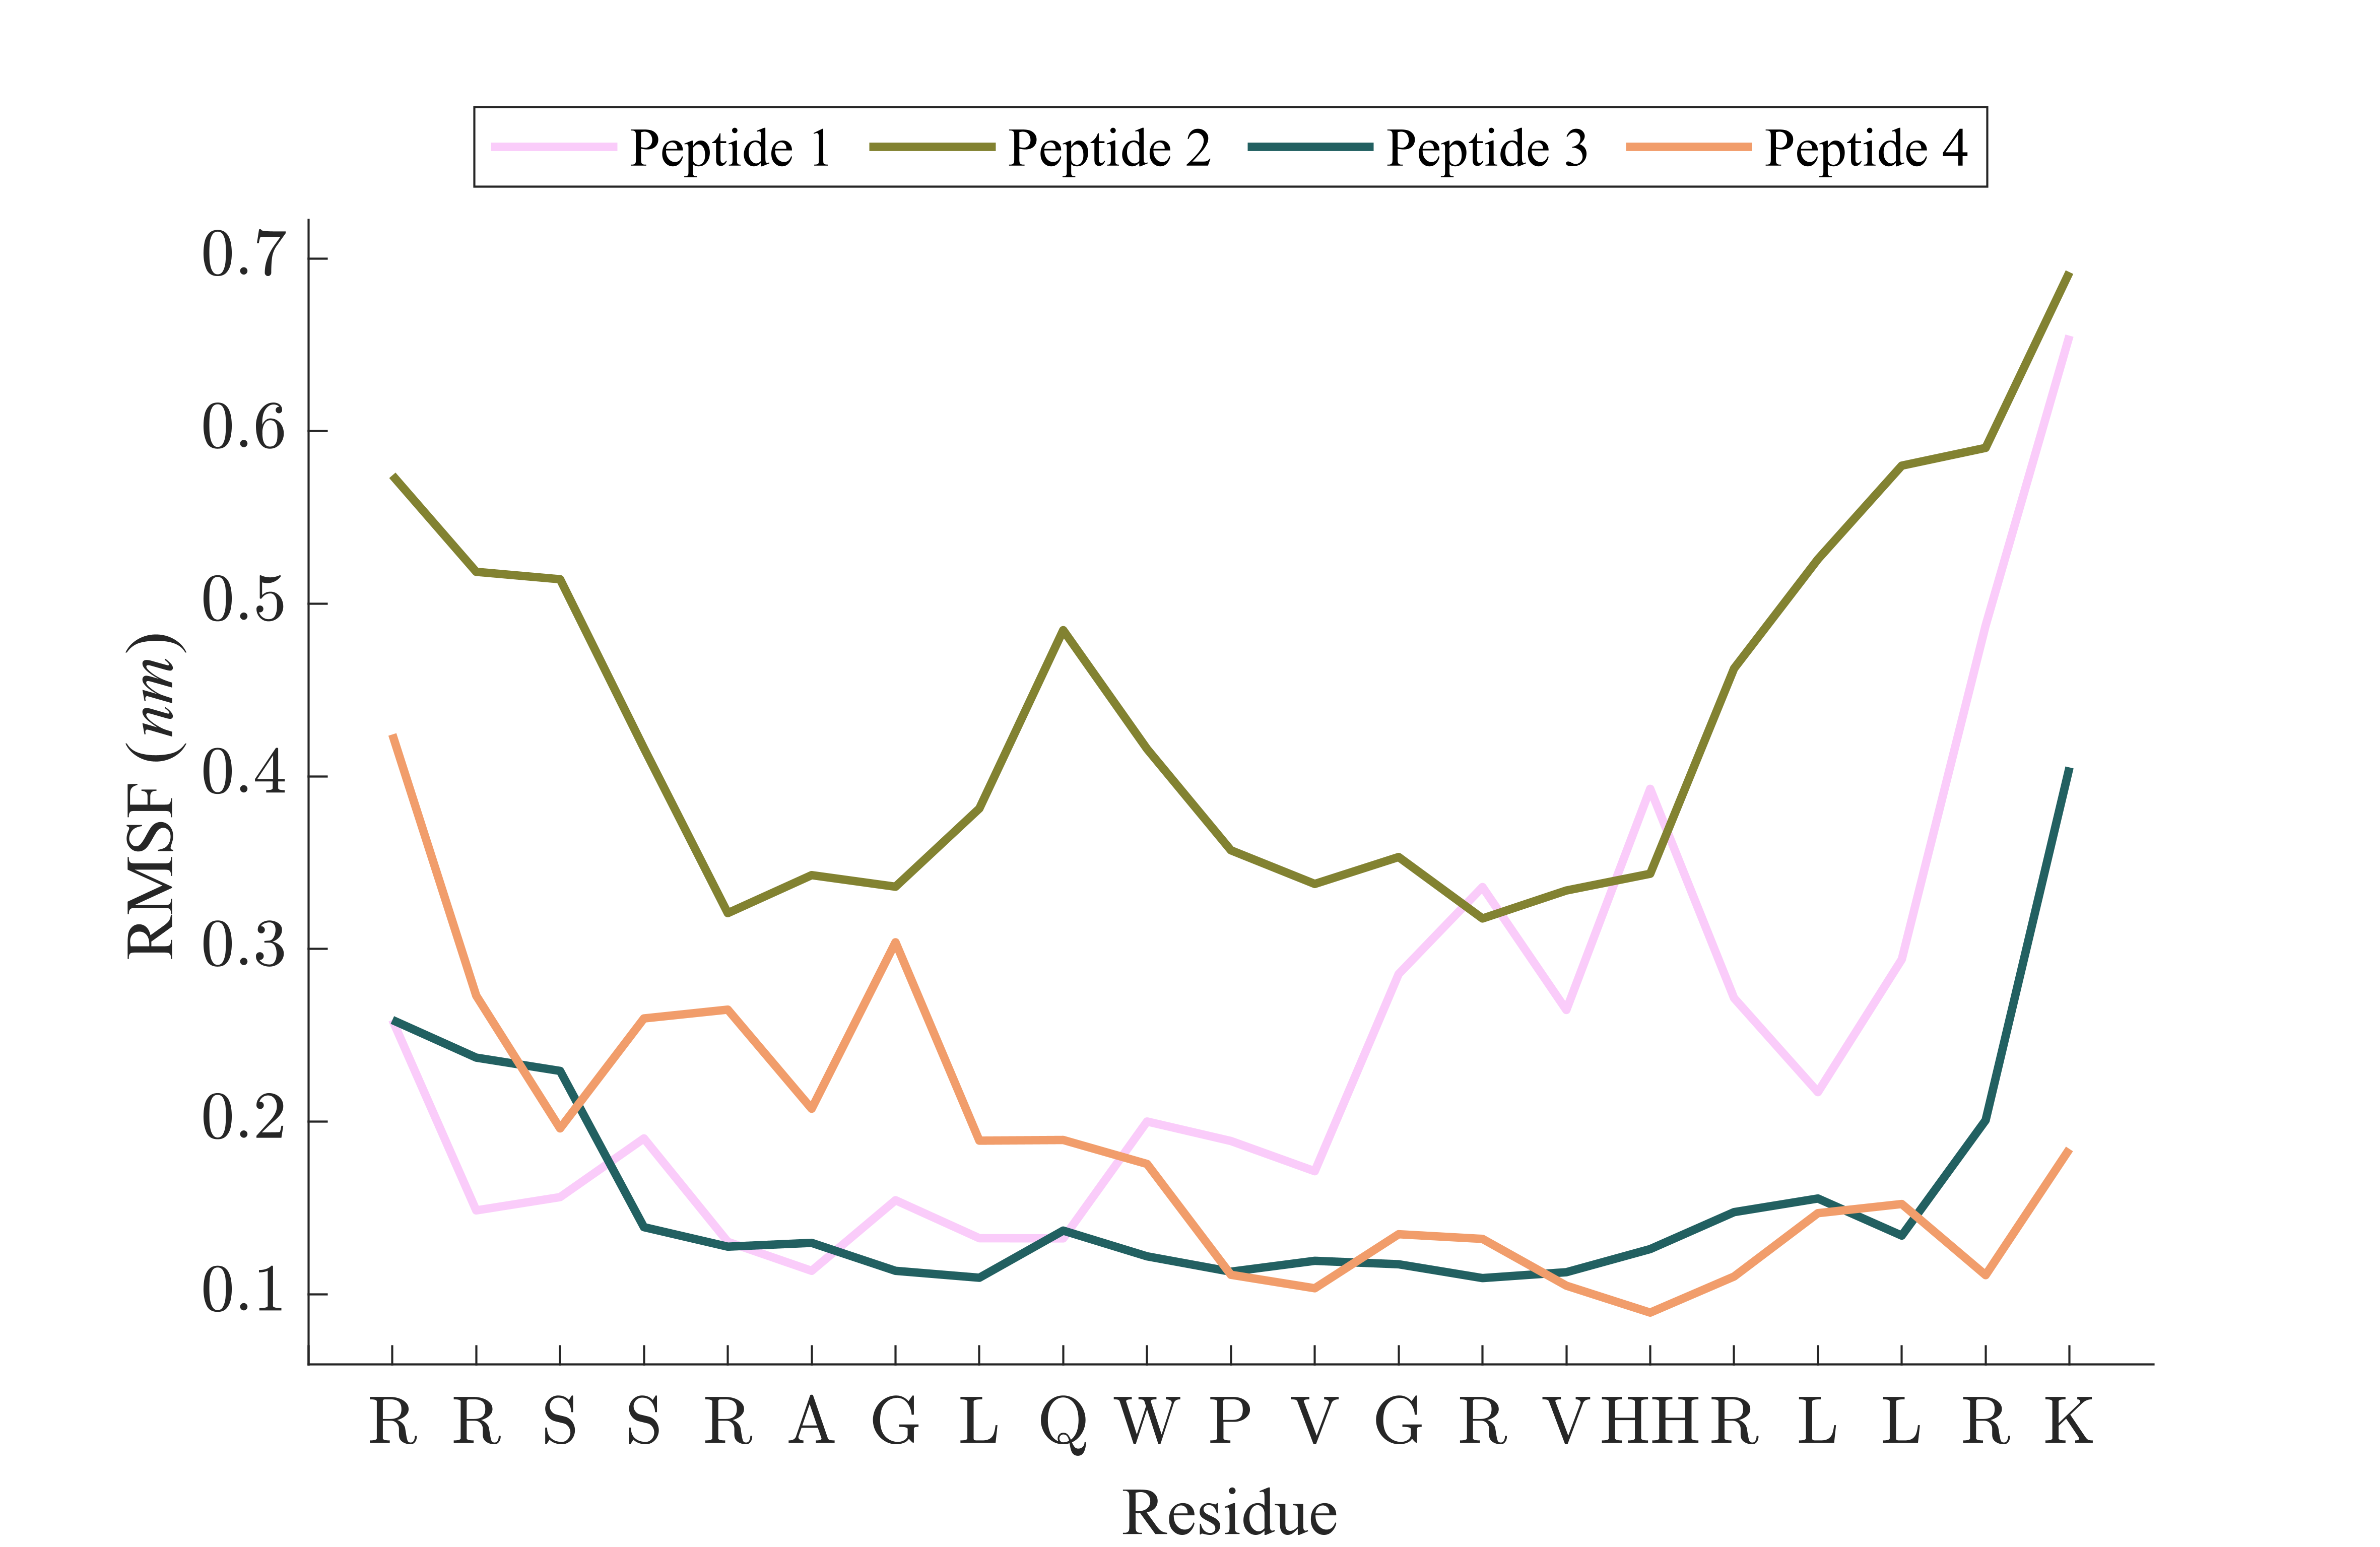 Peptide 1 Peptide 2 Peptide 3 Peptide 4
0.7
0.6
0.5
0.4
0.3
0.2
0.1
RMSF (nm)
R R S S R A G L Q W P V G R V HHH R L L R K
Residue